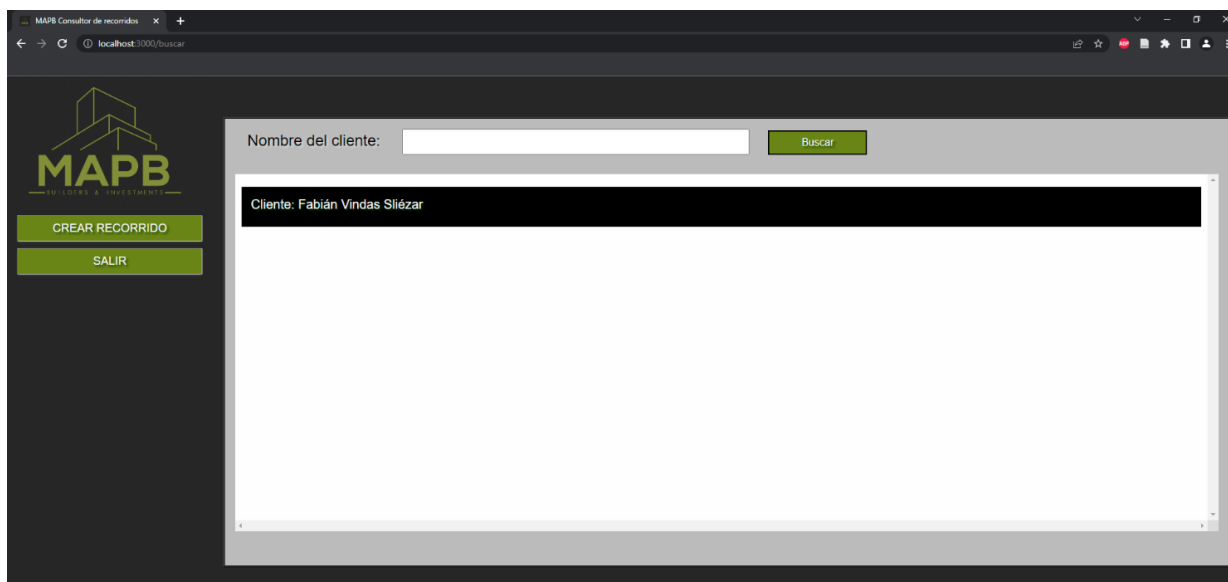 MAPB Consultor de recorridos
localhost:3000/buscar
ABP
MAPB
BUILDERS & INVESTMENTS
Nombre del cliente:
Buscar
Cliente: Fabián Vindas Sliézar
CREAR RECORRIDO
SALIR